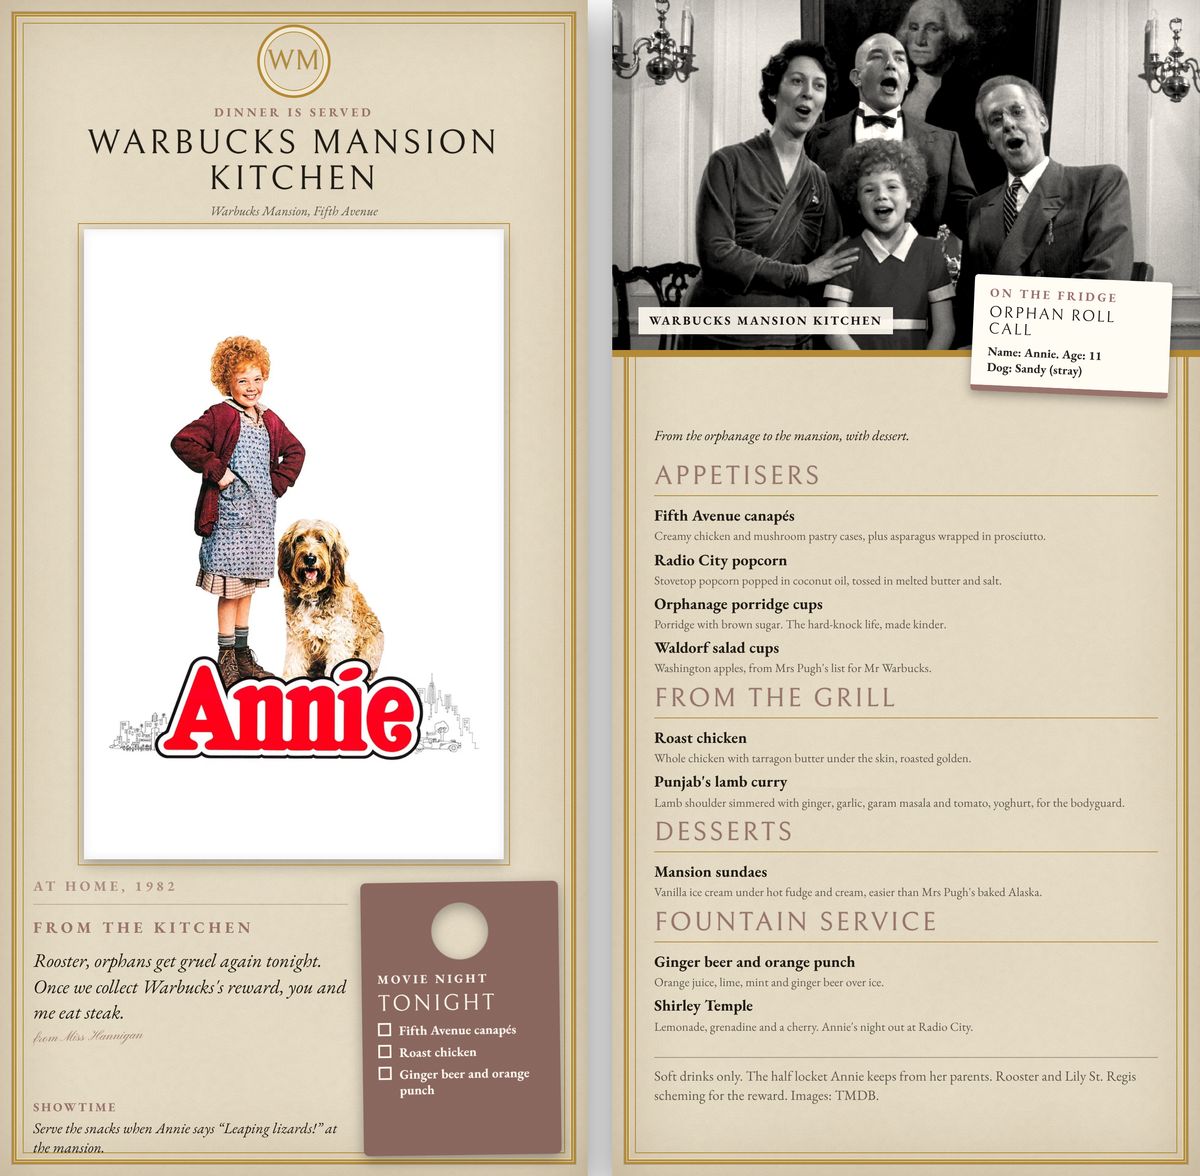 WM
DINNER IS SERVED
WARBUCKS MANSION
KITCHEN
Warbucks Mansion, Fifth Avenue
Annie
AT HOME, 1982
FROM THE KITCHEN
Rooster, orphans get gruel again tonight.
Once we collect Warbucks's reward, you and
me eat steak.
from Miss Hannigan
SHOWTIME
Serve the snacks when Annie says “Leaping lizards!” at
the mansion.
MOVIE NIGHT
TONIGHT
Fifth Avenue canapés
Roast chicken
Ginger beer and orange
punch
WARBUCKS MANSION KITCHEN
ON THE FRIDGE
ORPHAN ROLL
CALL
Name: Annie. Age: 11
Dog: Sandy (stray)
From the orphanage to the mansion, with dessert.
APPETISERS
Fifth Avenue canapés
Creamy chicken and mushroom pastry cases, plus asparagus wrapped in prosciutto.
Radio City popcorn
Stovetop popcorn popped in coconut oil, tossed in melted butter and salt.
Orphanage porridge cups
Porridge with brown sugar. The hard-knock life, made kinder.
Waldorf salad cups
Washington apples, from Mrs Pugh's list for Mr Warbucks.
FROM THE GRILL
Roast chicken
Whole chicken with tarragon butter under the skin, roasted golden.
Punjab's lamb curry
Lamb shoulder simmered with ginger, garlic, garam masala and tomato, yoghurt, for the bodyguard.
DESSERTS
Mansion sundaes
Vanilla ice cream under hot fudge and cream, easier than Mrs Pugh's baked Alaska.
FOUNTAIN SERVICE
Ginger beer and orange punch
Orange juice, lime, mint and ginger beer over ice.
Shirley Temple
Lemonade, grenadine and a cherry. Annie's night out at Radio City.
Soft drinks only. The half locket Annie keeps from her parents. Rooster and Lily St. Regis
scheming for the reward. Images: TMDB.